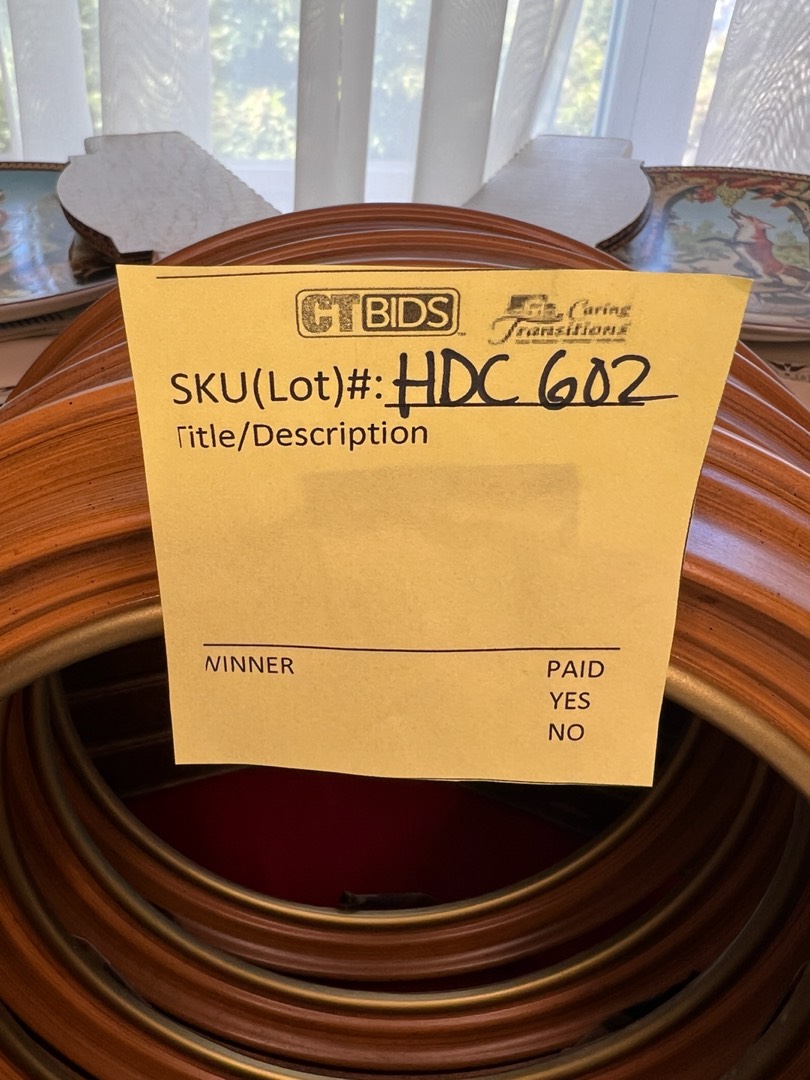 CTBIDS
Caring
Transitions
SKU(Lot)#: HDC 602
Title/Description
WINNER
PAID
YES
NO